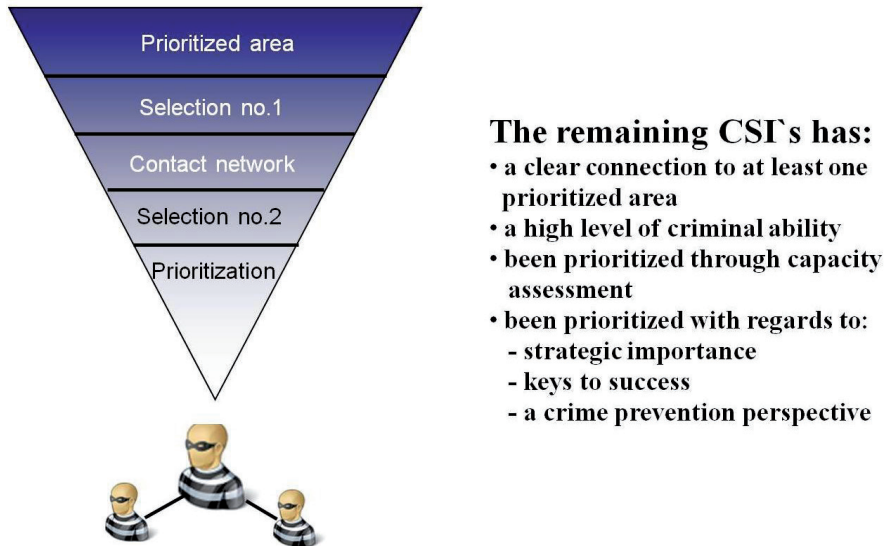 Prioritized area
Selection no.1
Contact network
Selection no.2
Prioritization
The remaining CSI`s has:
• a clear connection to at least one
prioritized area
• a high level of criminal ability
• been prioritized through capacity
assessment
• been prioritized with regards to:
- strategic importance
- keys to success
- a crime prevention perspective